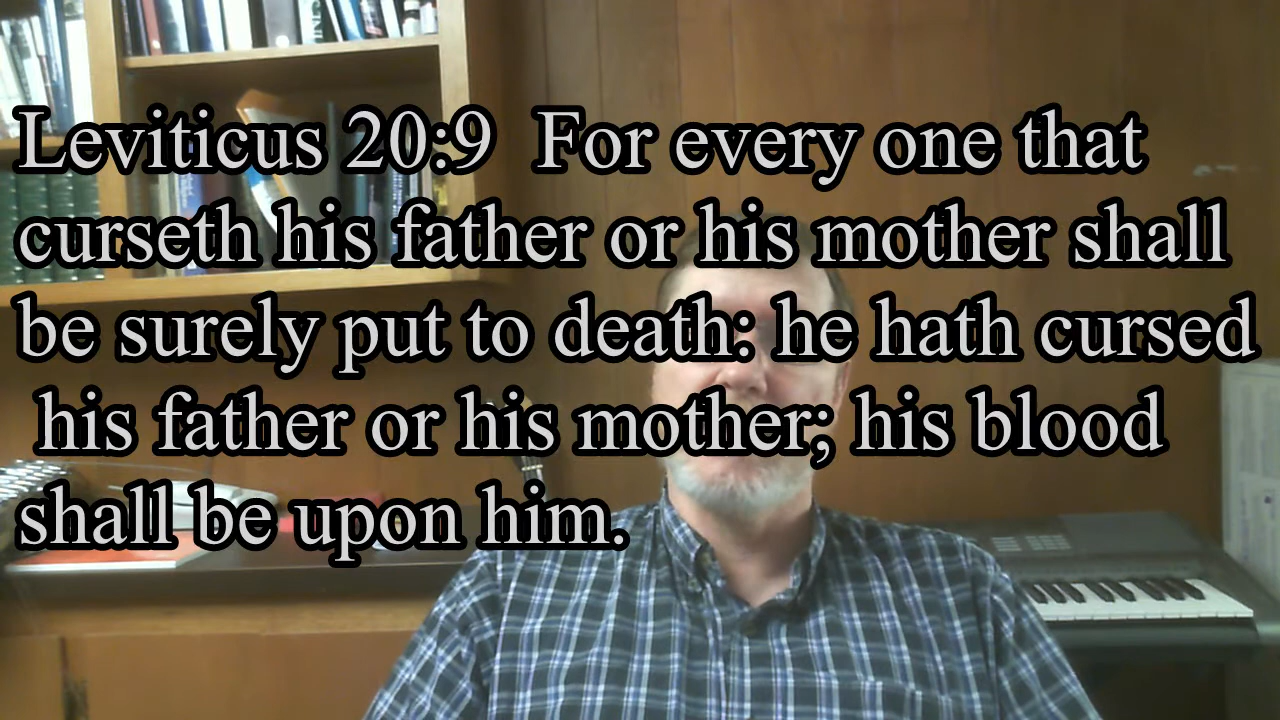 Leviticus 20:9  For every one that
curseth his father or his mother shall
be surely put to death: he hath cursed
his father or his mother; his blood
shall be upon him.